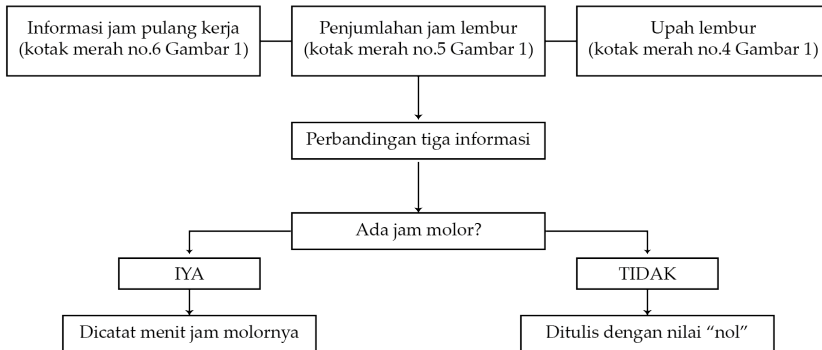 Informasi jam pulang kerja
(kotak merah no.6 Gambar 1)
Penjumlahan jam lembur
(kotak merah no.5 Gambar 1)
Upah lembur
(kotak merah no.4 Gambar 1)
Perbandingan tiga informasi
Ada jam molor?
IYA
TIDAK
Dicatat menit jam molornya
Ditulis dengan nilai “nol”